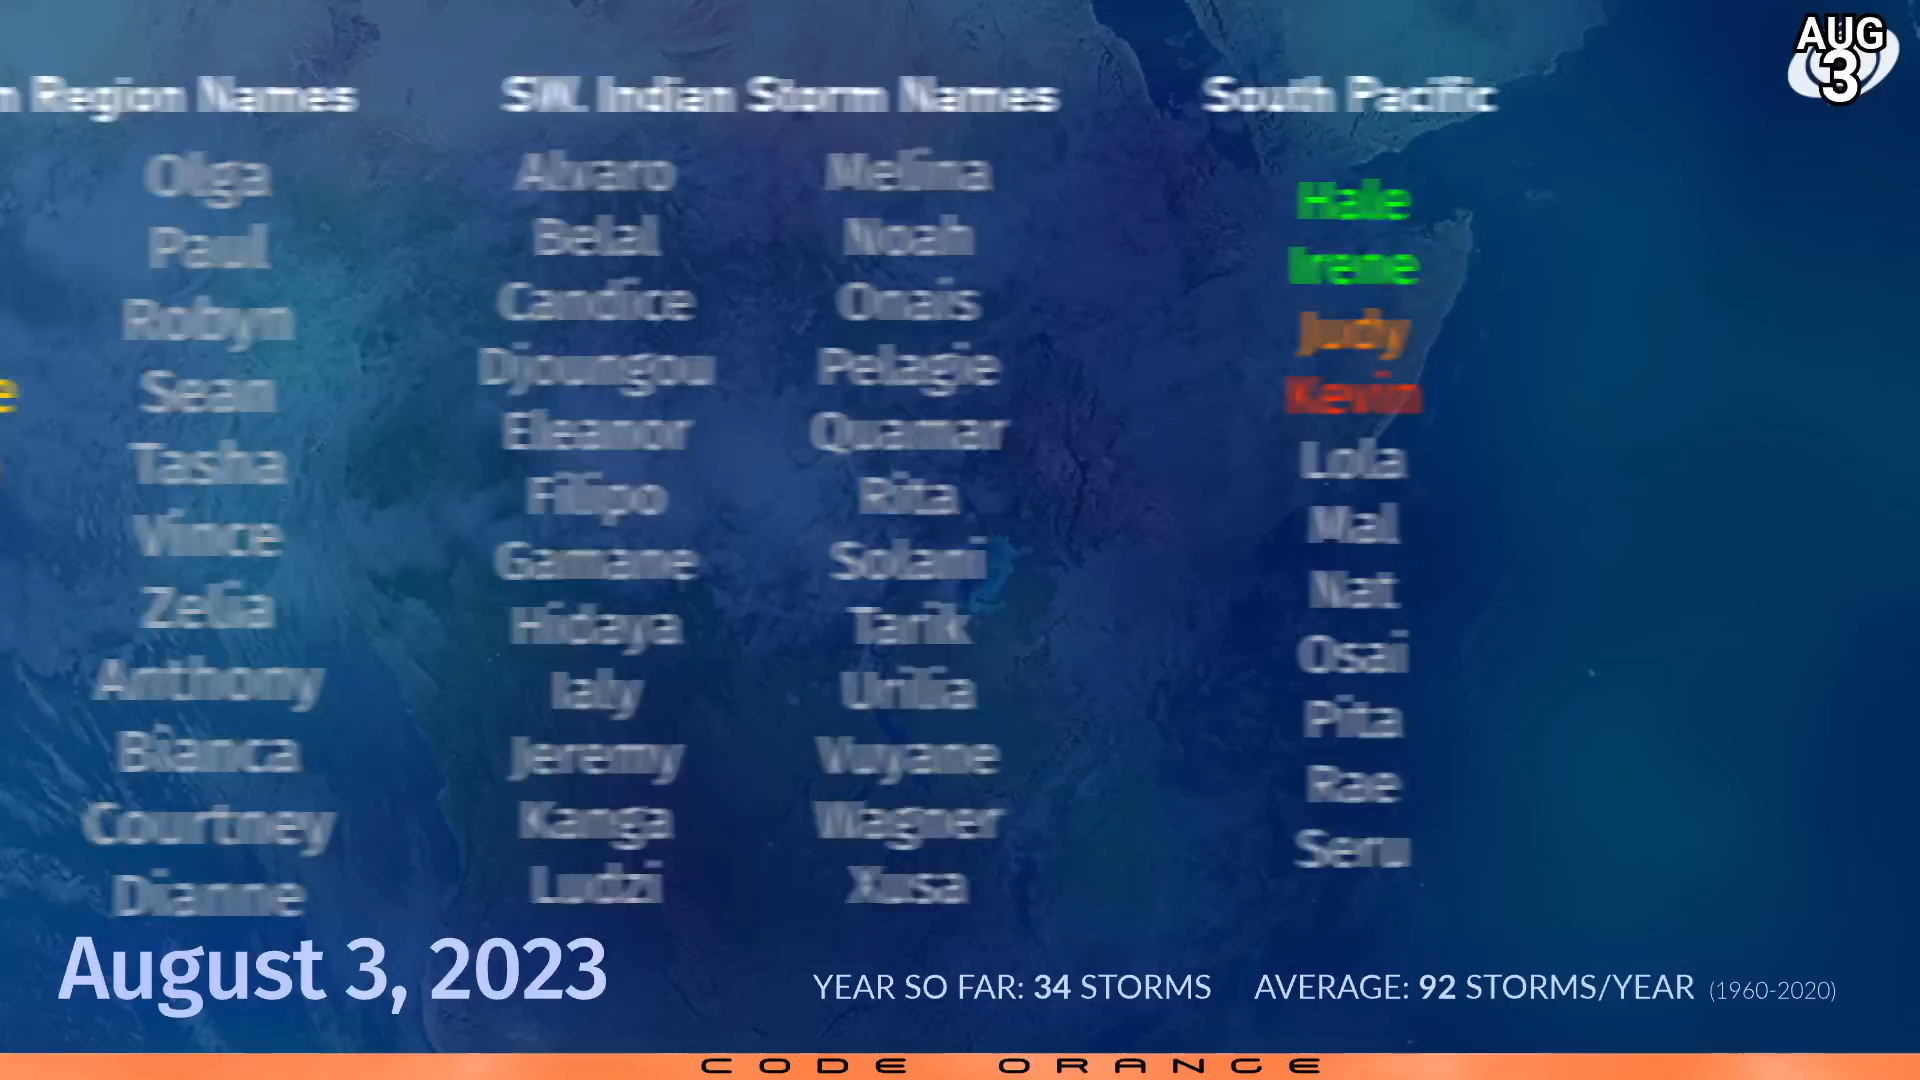 AUG
3
n Region Names
Olga
Paul
Robyn
Sean
Tasha
Vince
Zelia
Anthony
Bianca
Courtney
Dianne
SW. Indian Storm Names
Alvaro
Belal
Candice
Djoungou
Eleanor
Filipo
Gamane
Hidaya
Ialy
Jeremy
Kanga
Ludzi
Melina
Noah
Onais
Pelagie
Quamar
Rita
Solani
Tarik
Urilia
Vuyane
Wagner
Xusa
South Pacific
Hale
Irene
Judy
Kevin
Lola
Mal
Nat
Osai
Pita
Rae
Seru
e
August 3, 2023
YEAR SO FAR: 34 STORMS AVERAGE: 92 STORMS/YEAR (1960-2020)
CODE ORANGE